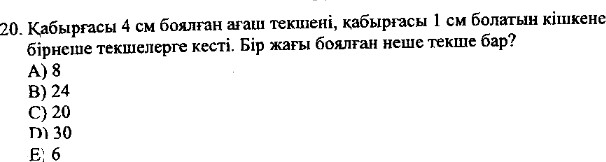 20. Қабырғасы 4 см боялған ағаш текшені, қабырғасы 1 см болатын кішкене
бірнеше текшелерге кесті. Бір жағы боялған неше текше бар?
A) 8
B) 24
C) 20
D) 30
E) 6